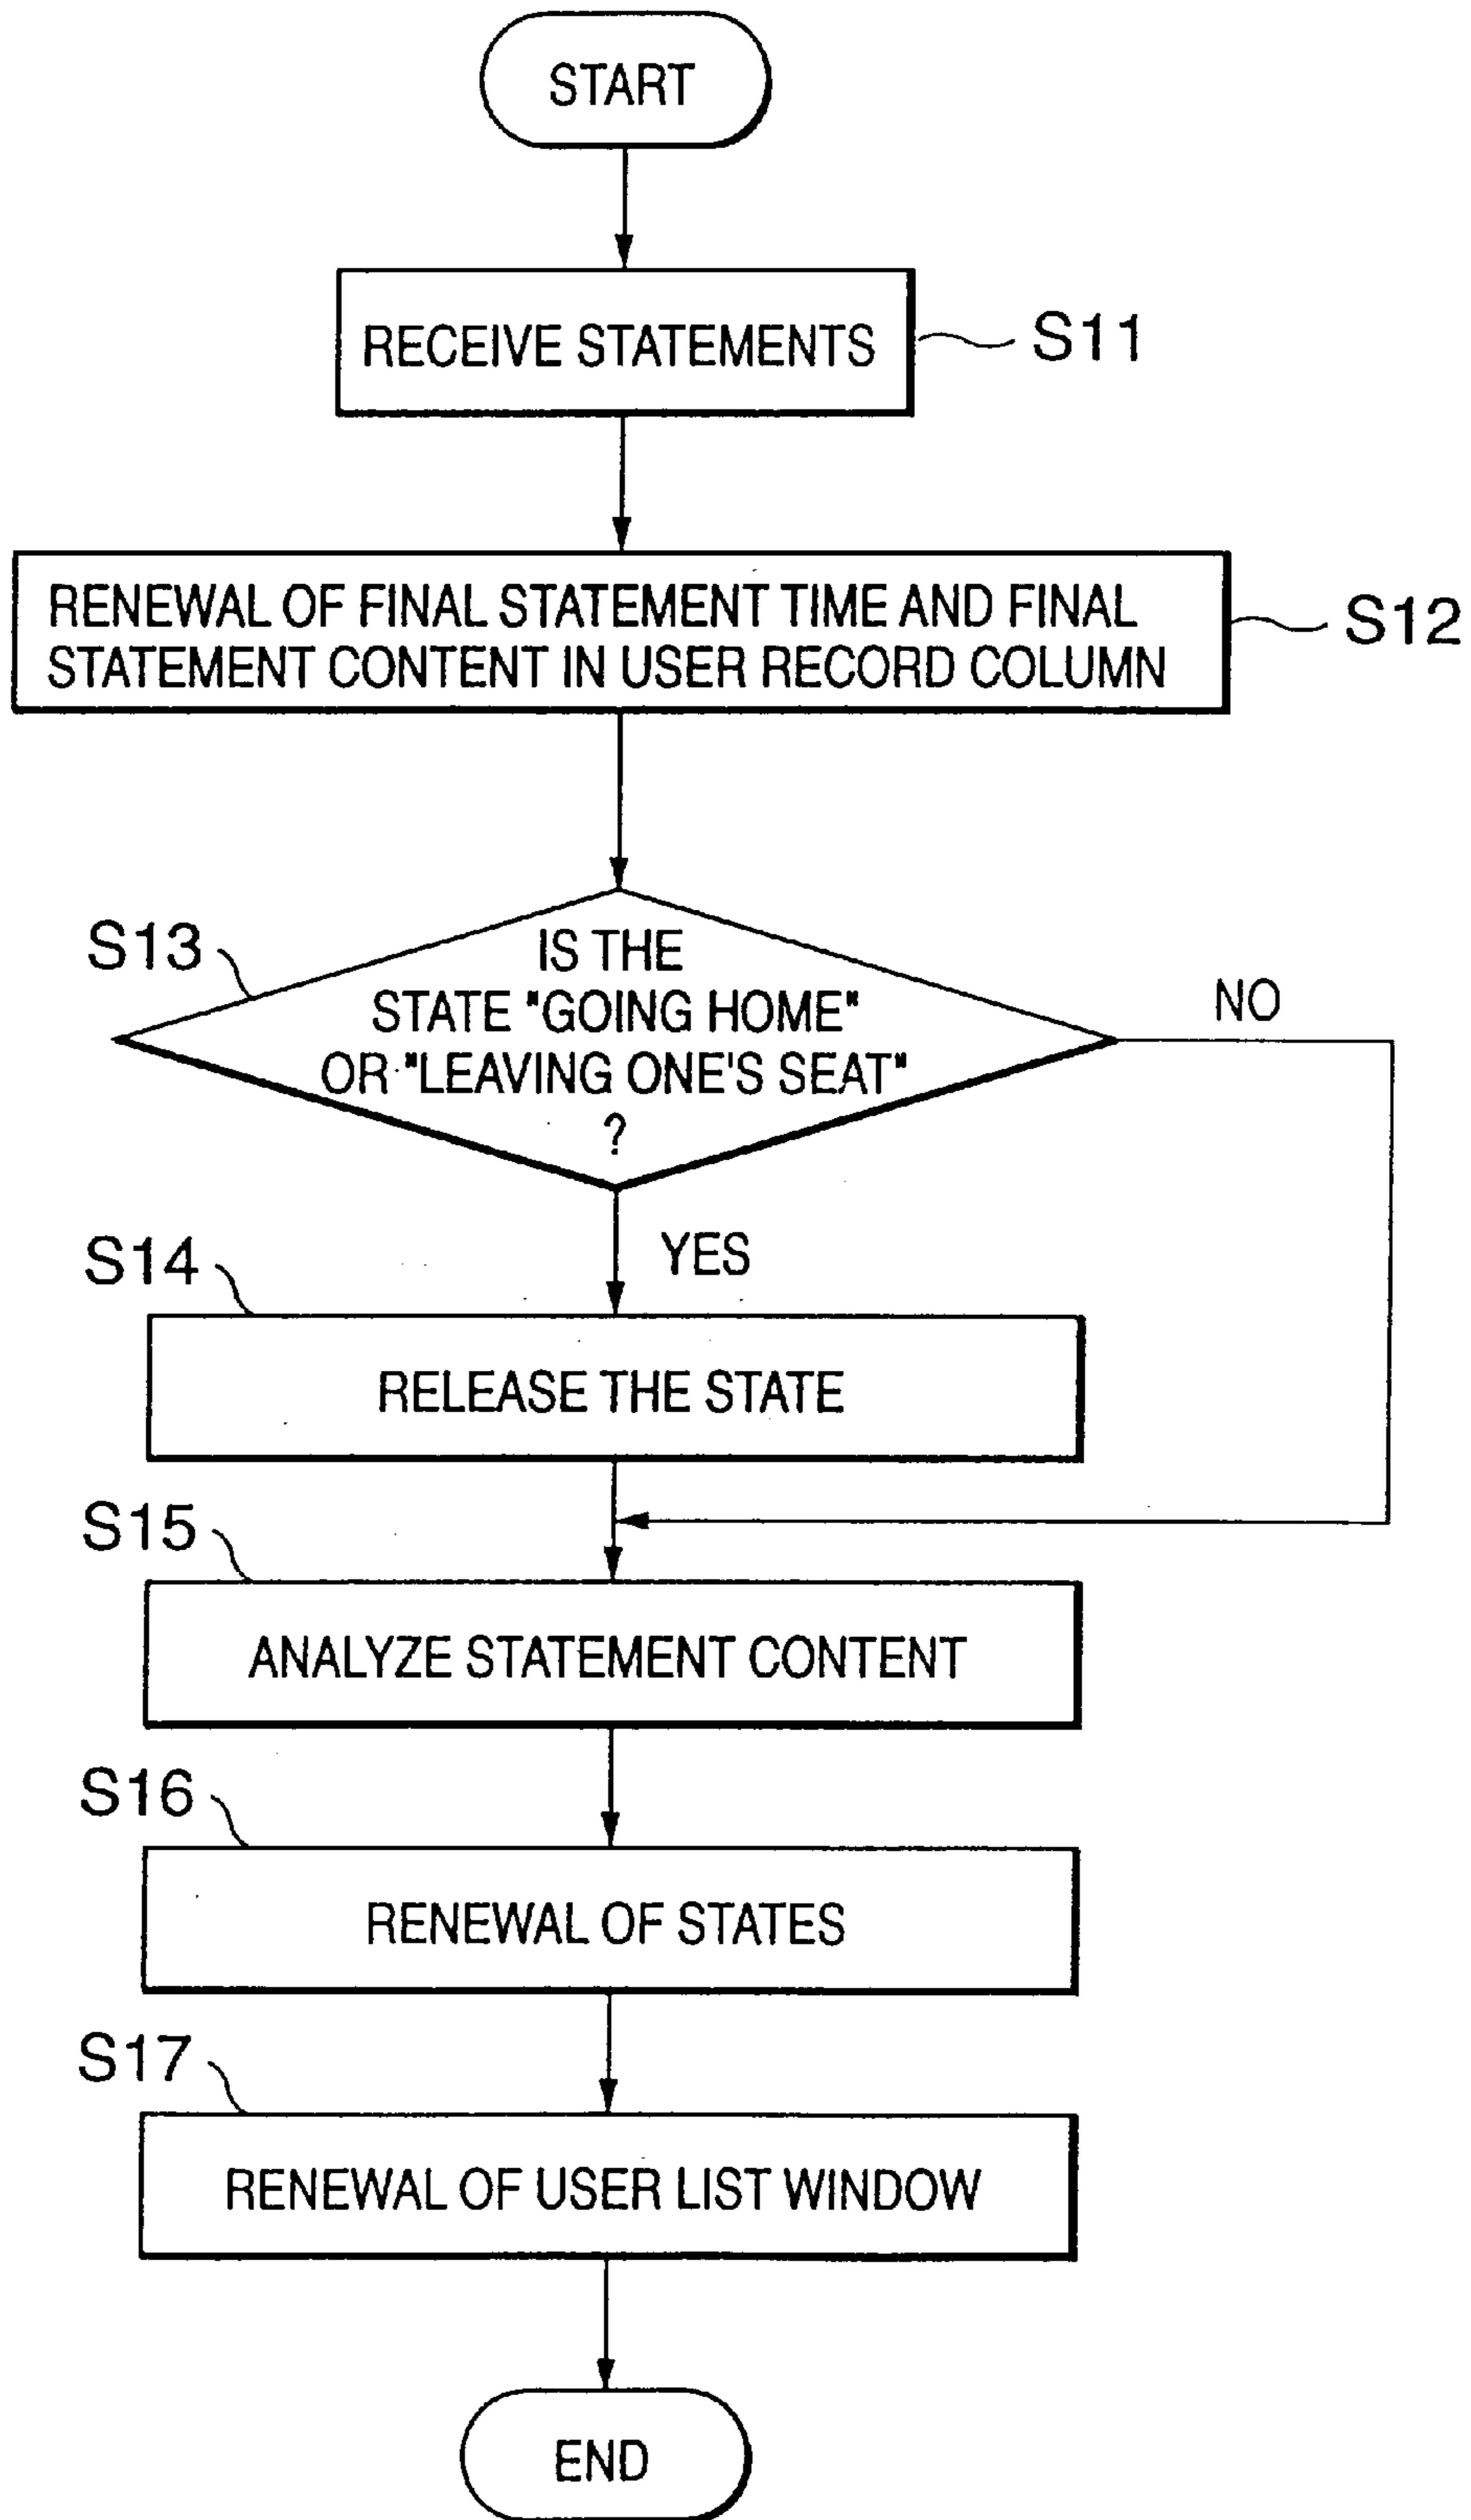 START
RECEIVE STATEMENTS
S11
RENEWAL OF FINAL STATEMENT TIME AND FINAL
STATEMENT CONTENT IN USER RECORD COLUMN
S12
S13
IS THE
STATE "GOING HOME"
OR "LEAVING ONE'S SEAT"
?
NO
YES
S14
RELEASE THE STATE
S15
ANALYZE STATEMENT CONTENT
S16
RENEWAL OF STATES
S17
RENEWAL OF USER LIST WINDOW
END